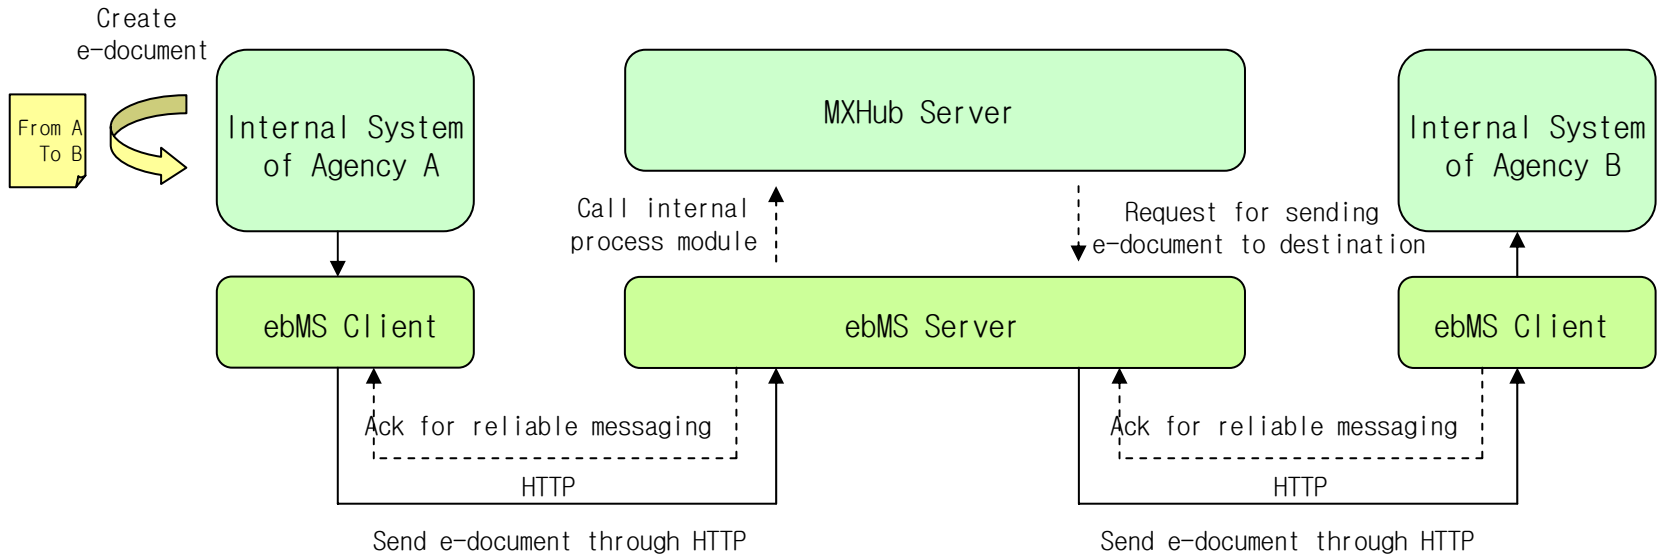 Create
e-document
From A
To B
Internal System
of Agency A
MXHub Server
Internal System
of Agency B
Call internal
process module
Request for sending
e-document to destination
ebMS Client
ebMS Server
ebMS Client
Ack for reliable messaging
Ack for reliable messaging
HTTP
HTTP
Send e-document through HTTP
Send e-document through HTTP